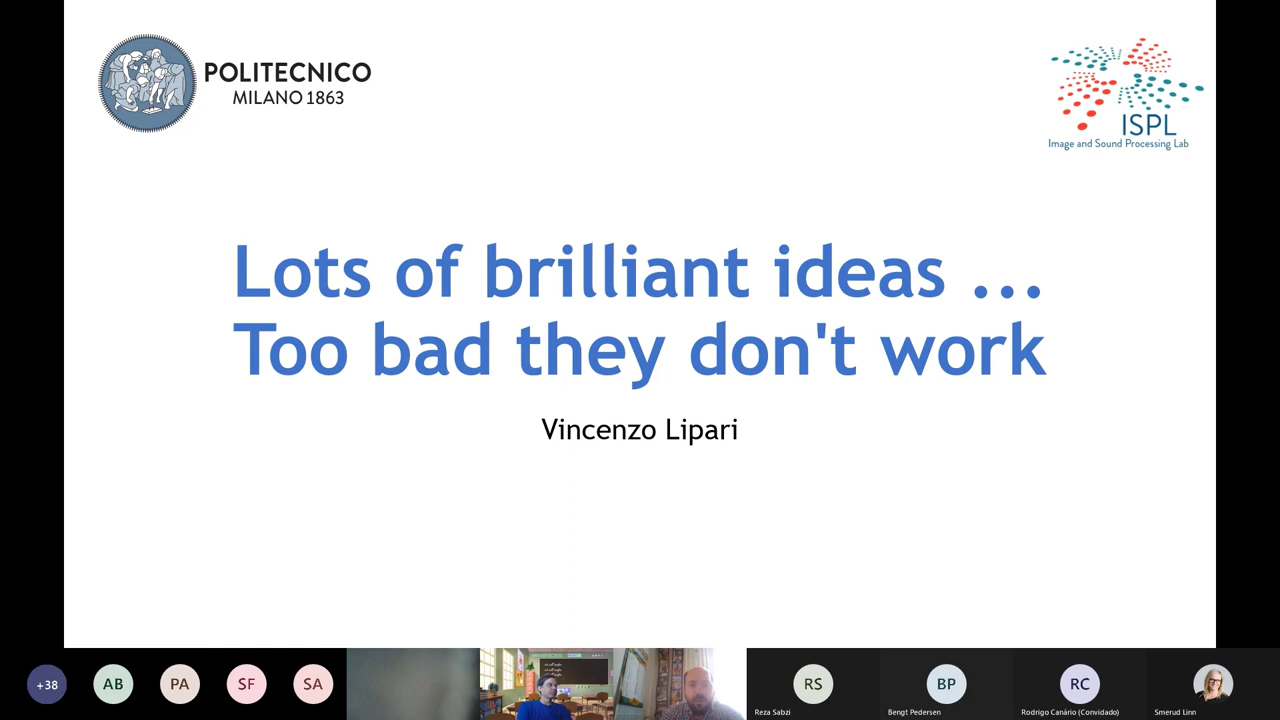 POLITECNICO
MILANO 1863
ISPL
Image and Sound Processing Lab
Lots of brilliant ideas ...
Too bad they don't work
Vincenzo Lipari
+38
AB
PA
SF
SA
RS
BP
RC
Reza Sabzi
Bengt Pedersen
Rodrigo Canário (Convidado)
Smerud Linn